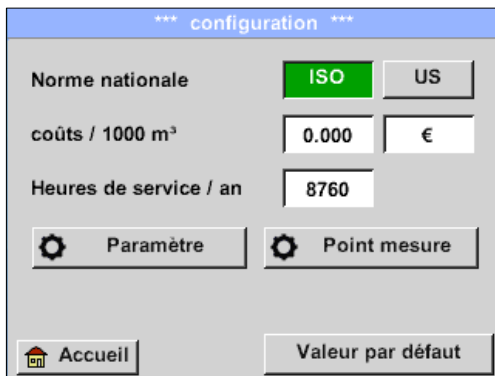 *** configuration ***
Norme nationale ISO US
coûts / 1000 m³ 0.000 €
Heures de service / an 8760
Paramètre Point mesure
Accueil Valeur par défaut